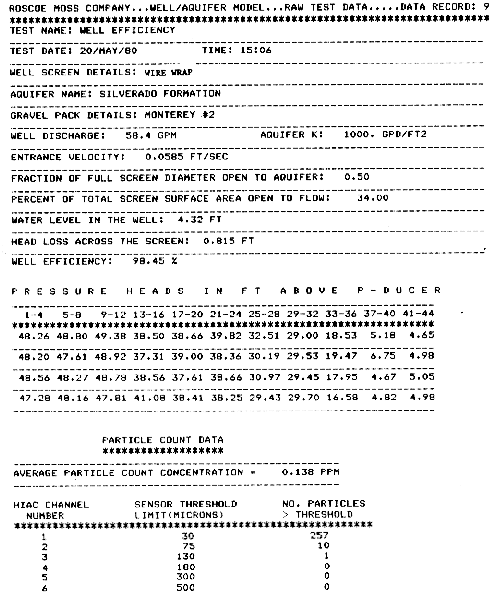 ROSCOE MOSS COMPANY...WELL/AQUIFER MODEL...RAW TEST DATA.....DATA RECORD: 9
TEST NAME: WELL EFFICIENCY
TEST DATE: 20/MAY/80 TIME: 15:06
WELL SCREEN DETAILS: WIRE WRAP
AQUIFER NAME: SILVERADO FORMATION
GRAVEL PACK DETAILS: MONTEREY #2
WELL DISCHARGE: 58.4 GPM AQUIFER K: 1000. GPD/FT2
ENTRANCE VELOCITY: 0.0585 FT/SEC
FRACTION OF FULL SCREEN DIAMETER OPEN TO AQUIFER: 0.50
PERCENT OF TOTAL SCREEN SURFACE AREA OPEN TO FLOW: 34.00
WATER LEVEL IN THE WELL: 4.32 FT
HEAD LOSS ACROSS THE SCREEN: 0.815 FT
WELL EFFICIENCY: 98.45 %
P R E S S U R E H E A D S I N F T A B O V E P - D U C E R
1-4 5-8 9-12 13-16 17-20 21-24 25-28 29-32 33-36 37-40 41-44
48.26 48.80 49.38 38.50 38.66 39.82 32.51 29.00 18.53 5.18 4.65
48.20 47.61 48.92 37.31 39.00 38.36 30.19 29.53 19.47 6.75 4.98
48.56 48.27 48.78 38.56 37.61 38.66 30.97 29.45 17.95 4.67 5.05
47.28 48.16 47.81 41.08 38.41 38.25 29.43 29.70 16.58 4.82 4.98
PARTICLE COUNT DATA
*******************
AVERAGE PARTICLE COUNT CONCENTRATION = 0.138 PPM
HIAC CHANNEL SENSOR THRESHOLD NO. PARTICLES
NUMBER LIMIT(MICRONS) > THRESHOLD
1 30 257
2 75 10
3 130 1
4 180 0
5 300 0
6 500 0